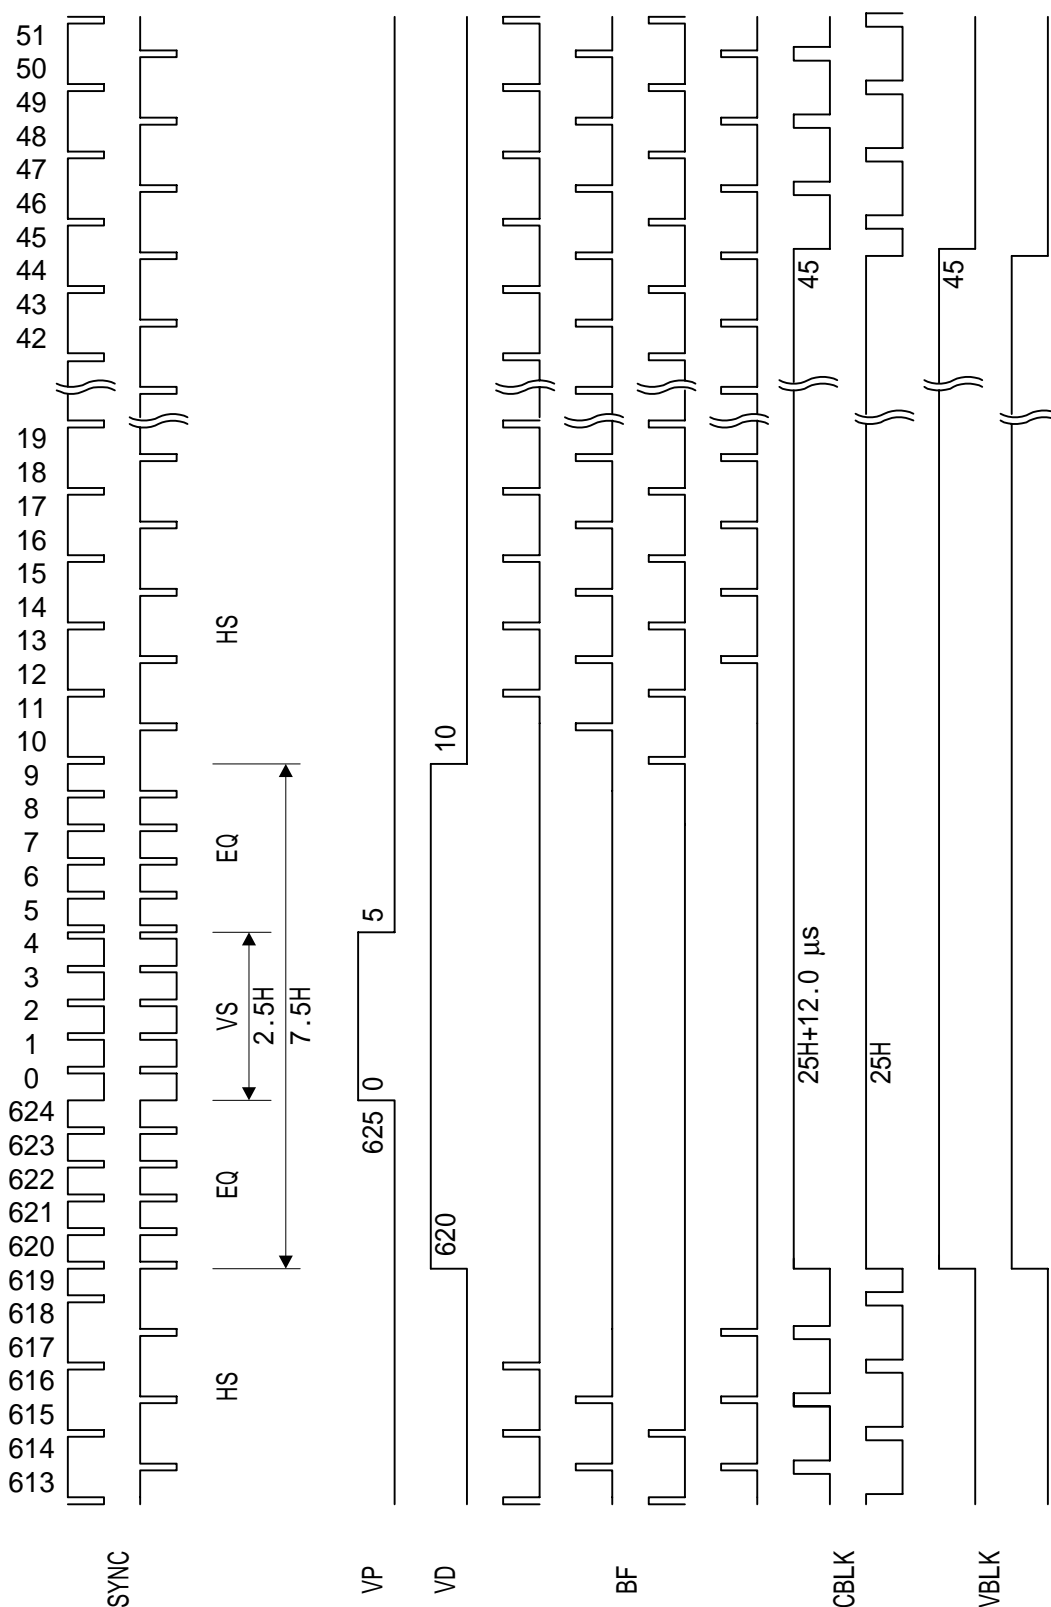 613 614 615 616 617 618 619 620 621 622 623 624 0 1 2 3 4 5 6 7 8 9 10 11 12 13 14 15 16 17 18 19 42 43 44 45 46 47 48 49 50 51
SYNC
HS EQ VS EQ HS
2.5H
7.5H
VP 625 0 5
VD 620 10
BF
CBLK 25H+12.0 μs 45
25H
VBLK 45